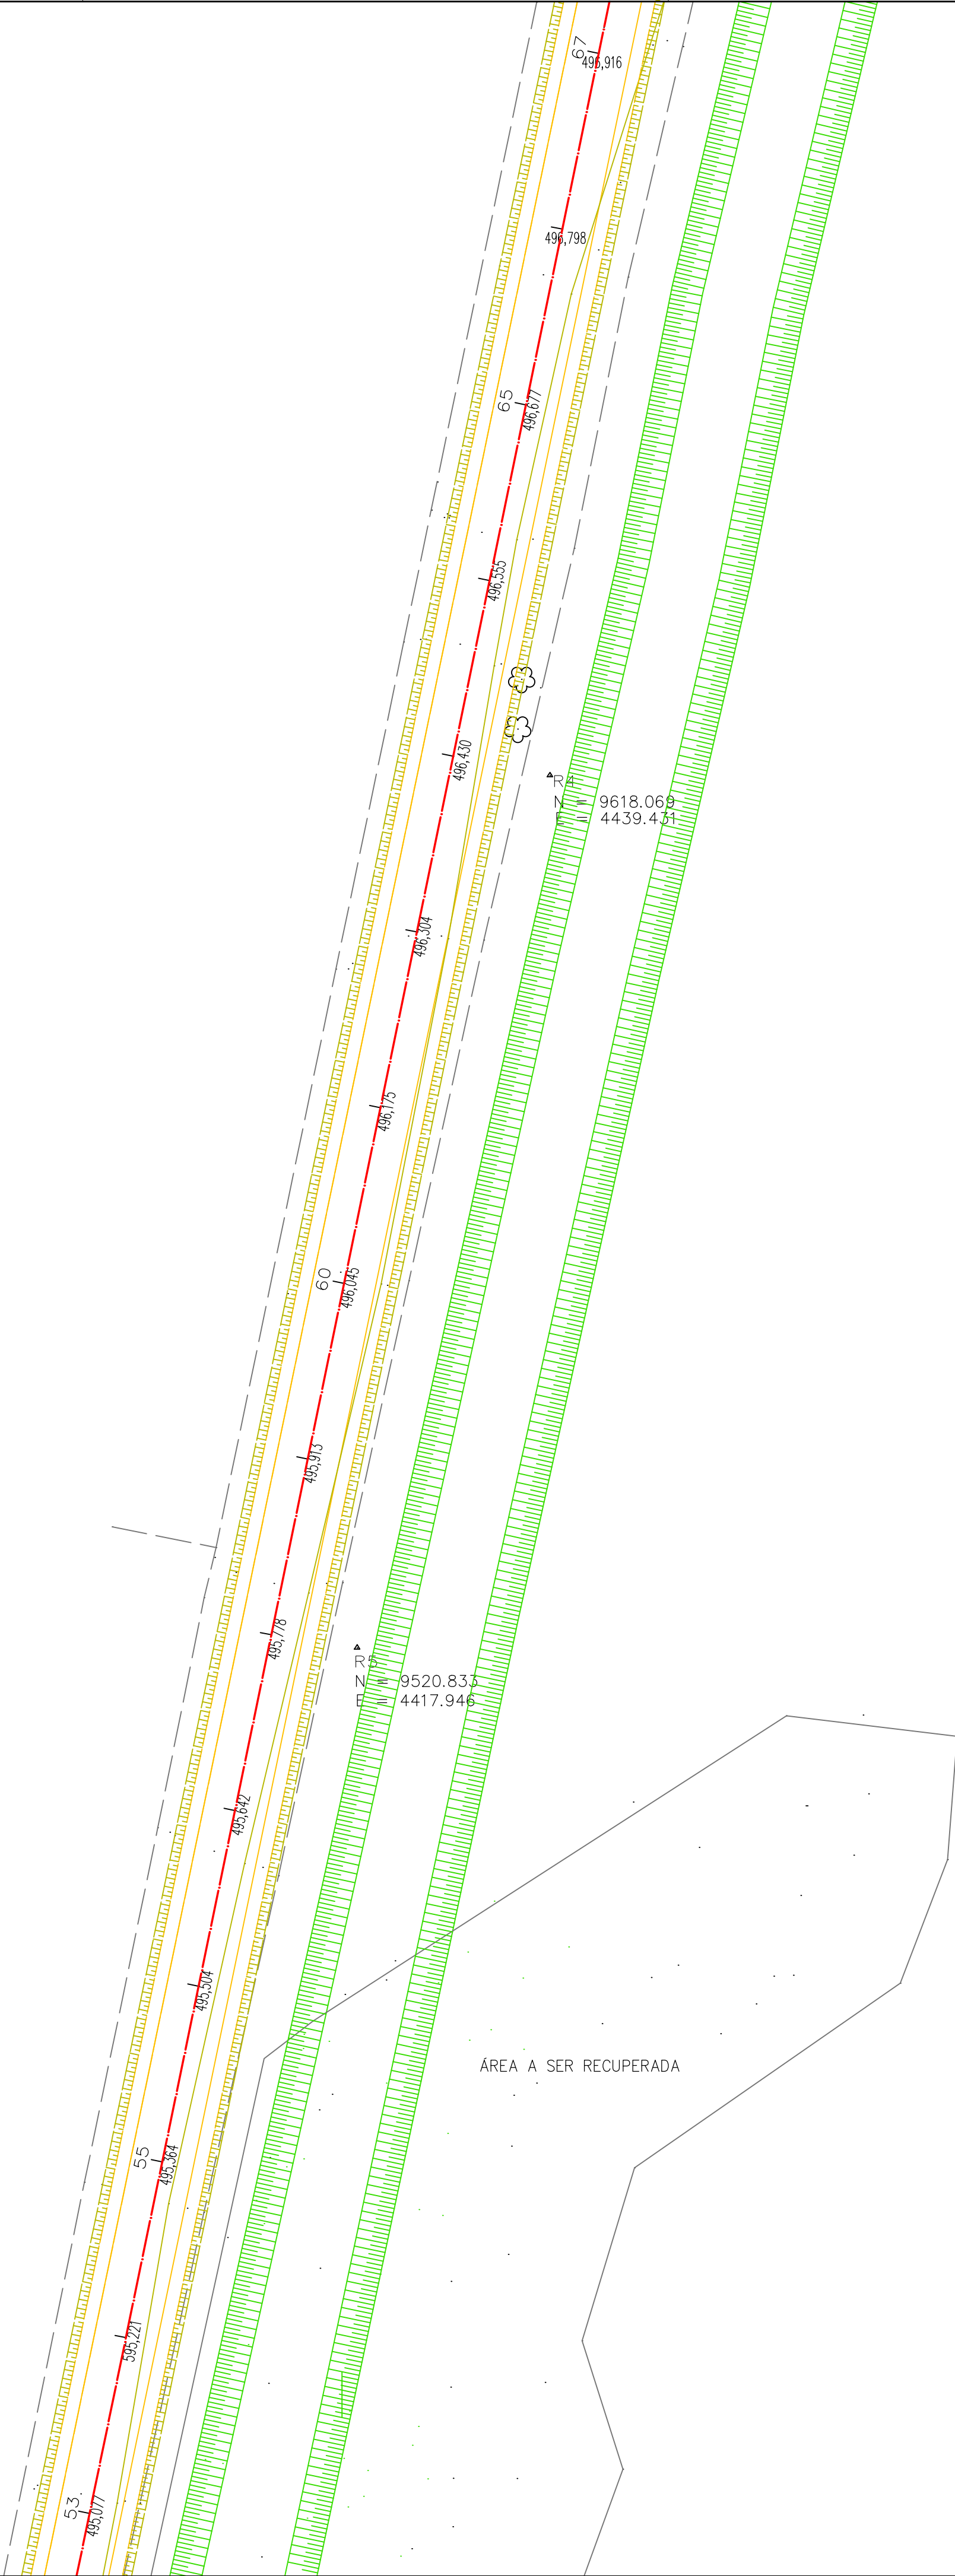 67
496,916
496,798
65
496,677
496,555
496,430
R4
N = 9618.069
E = 4439.431
496,304
496,175
60
496,045
495,913
495,778
R5
N = 9520.833
E = 4417.946
495,642
495,504
ÁREA A SER RECUPERADA
55
495,364
595,221
53
495,077